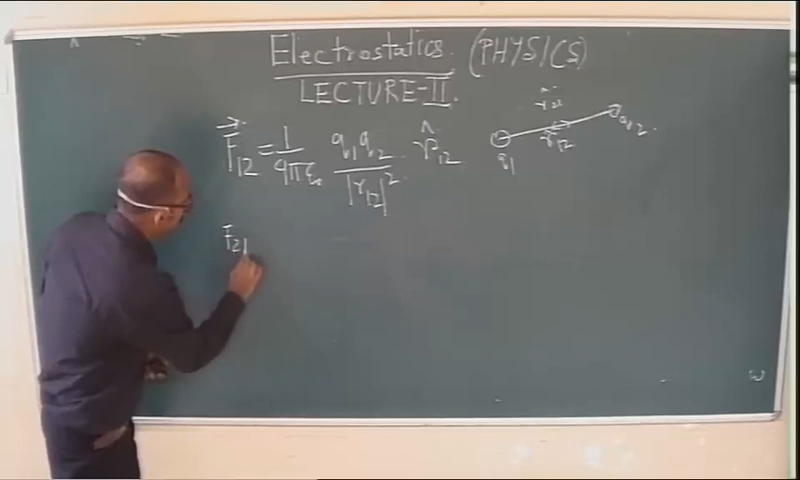 Electrostatics. (PHYSICS)
LECTURE-II.
F₁₂ = 1/4πε₀ q₁q₂/|r₁₂|² r̂₁₂
r̂₂₁
r̂₁₂
q₁
q₂
F₂₁